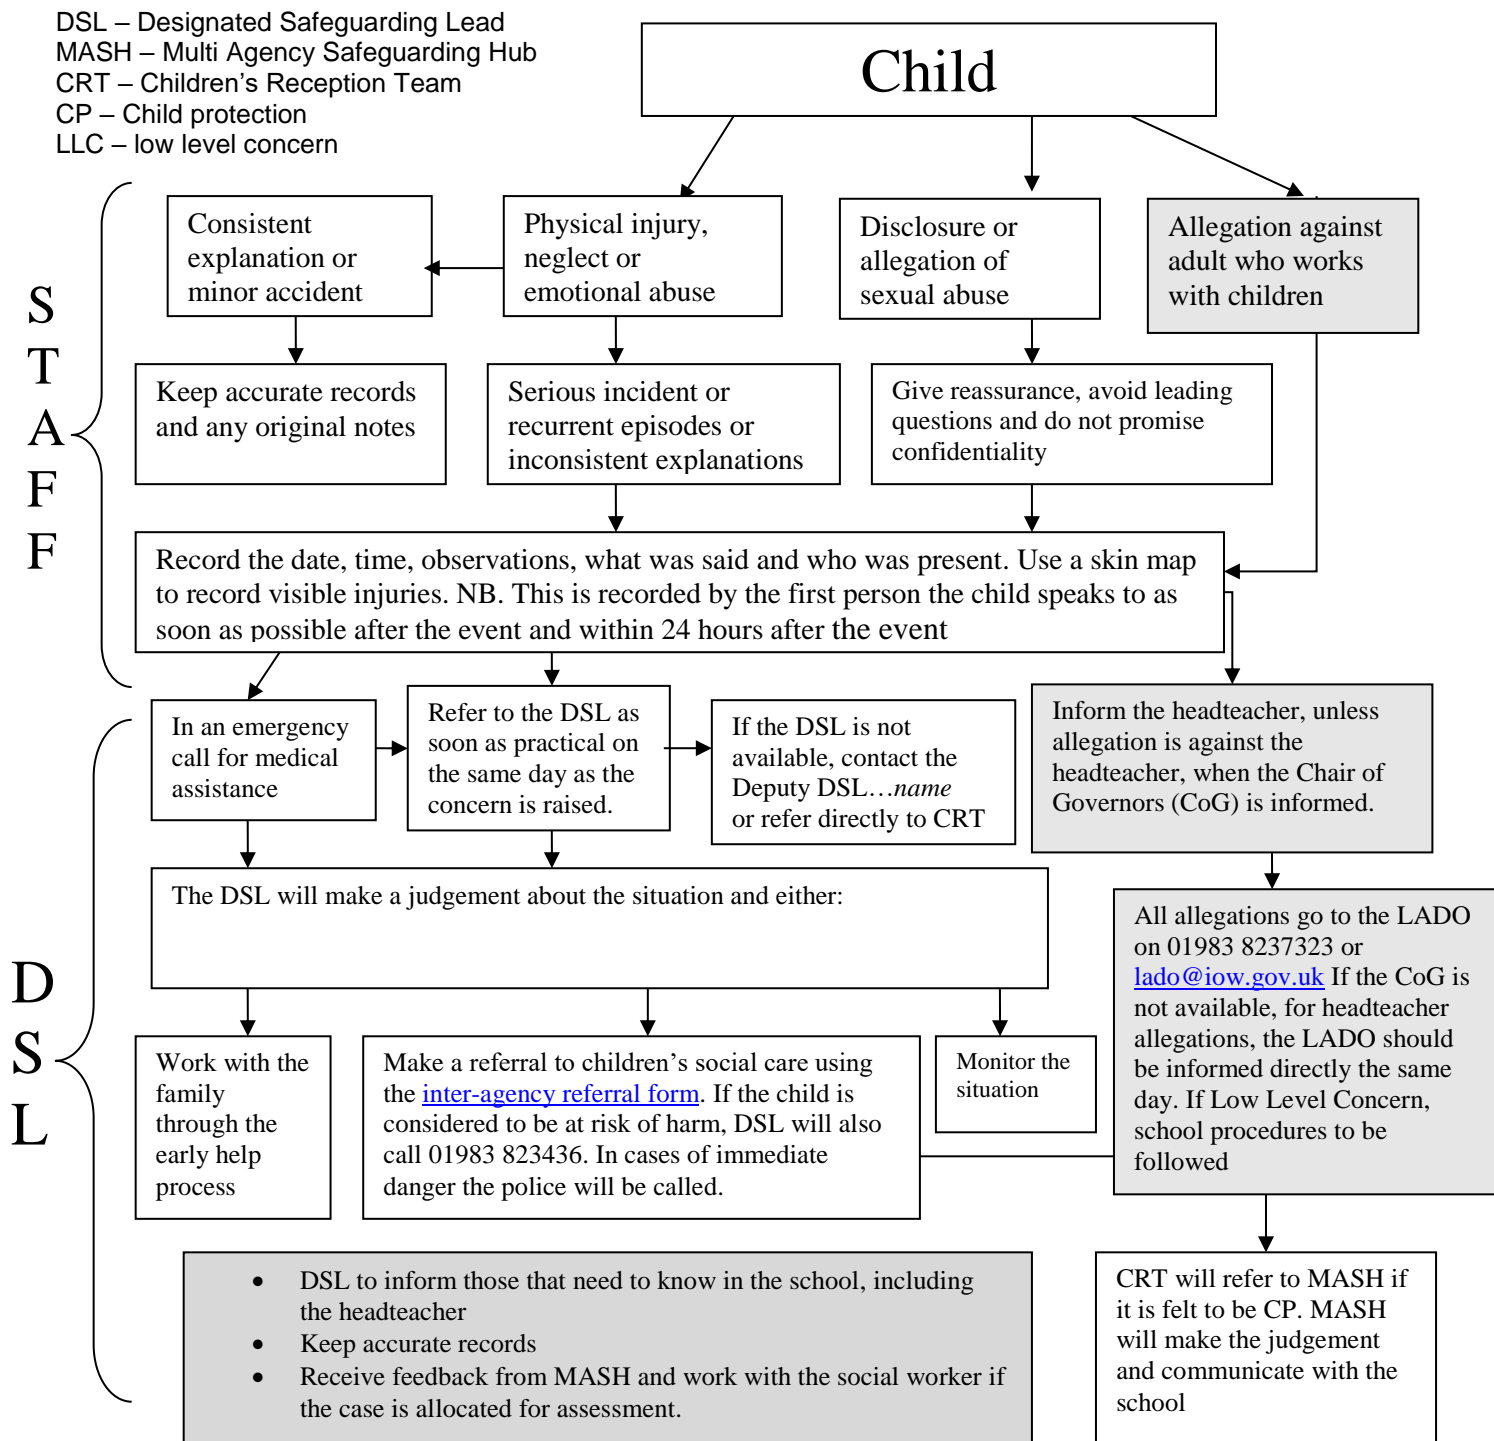 DSL – Designated Safeguarding Lead
MASH – Multi Agency Safeguarding Hub
CRT – Children's Reception Team
CP – Child protection
LLC – low level concern
Child
S
T
A
F
F
Consistent
explanation or
minor accident
Physical injury,
neglect or
emotional abuse
Disclosure or
allegation of
sexual abuse
Allegation against
adult who works
with children
Keep accurate records
and any original notes
Serious incident or
recurrent episodes or
inconsistent explanations
Give reassurance, avoid leading
questions and do not promise
confidentiality
Record the date, time, observations, what was said and who was present. Use a skin map
to record visible injuries. NB. This is recorded by the first person the child speaks to as
soon as possible after the event and within 24 hours after the event
D
S
L
In an emergency
call for medical
assistance
Refer to the DSL as
soon as practical on
the same day as the
concern is raised.
If the DSL is not
available, contact the
Deputy DSL…name
or refer directly to CRT
Inform the headteacher, unless
allegation is against the
headteacher, when the Chair of
Governors (CoG) is informed.
The DSL will make a judgement about the situation and either:
All allegations go to the LADO
on 01983 8237323 or
lado@iow.gov.uk If the CoG is
not available, for headteacher
allegations, the LADO should
be informed directly the same
day. If Low Level Concern,
school procedures to be
followed
Work with the
family
through the
early help
process
Make a referral to children's social care using
the inter-agency referral form. If the child is
considered to be at risk of harm, DSL will also
call 01983 823436. In cases of immediate
danger the police will be called.
Monitor the
situation
• DSL to inform those that need to know in the school, including
the headteacher
• Keep accurate records
• Receive feedback from MASH and work with the social worker if
the case is allocated for assessment.
CRT will refer to MASH if
it is felt to be CP. MASH
will make the judgement
and communicate with the
school